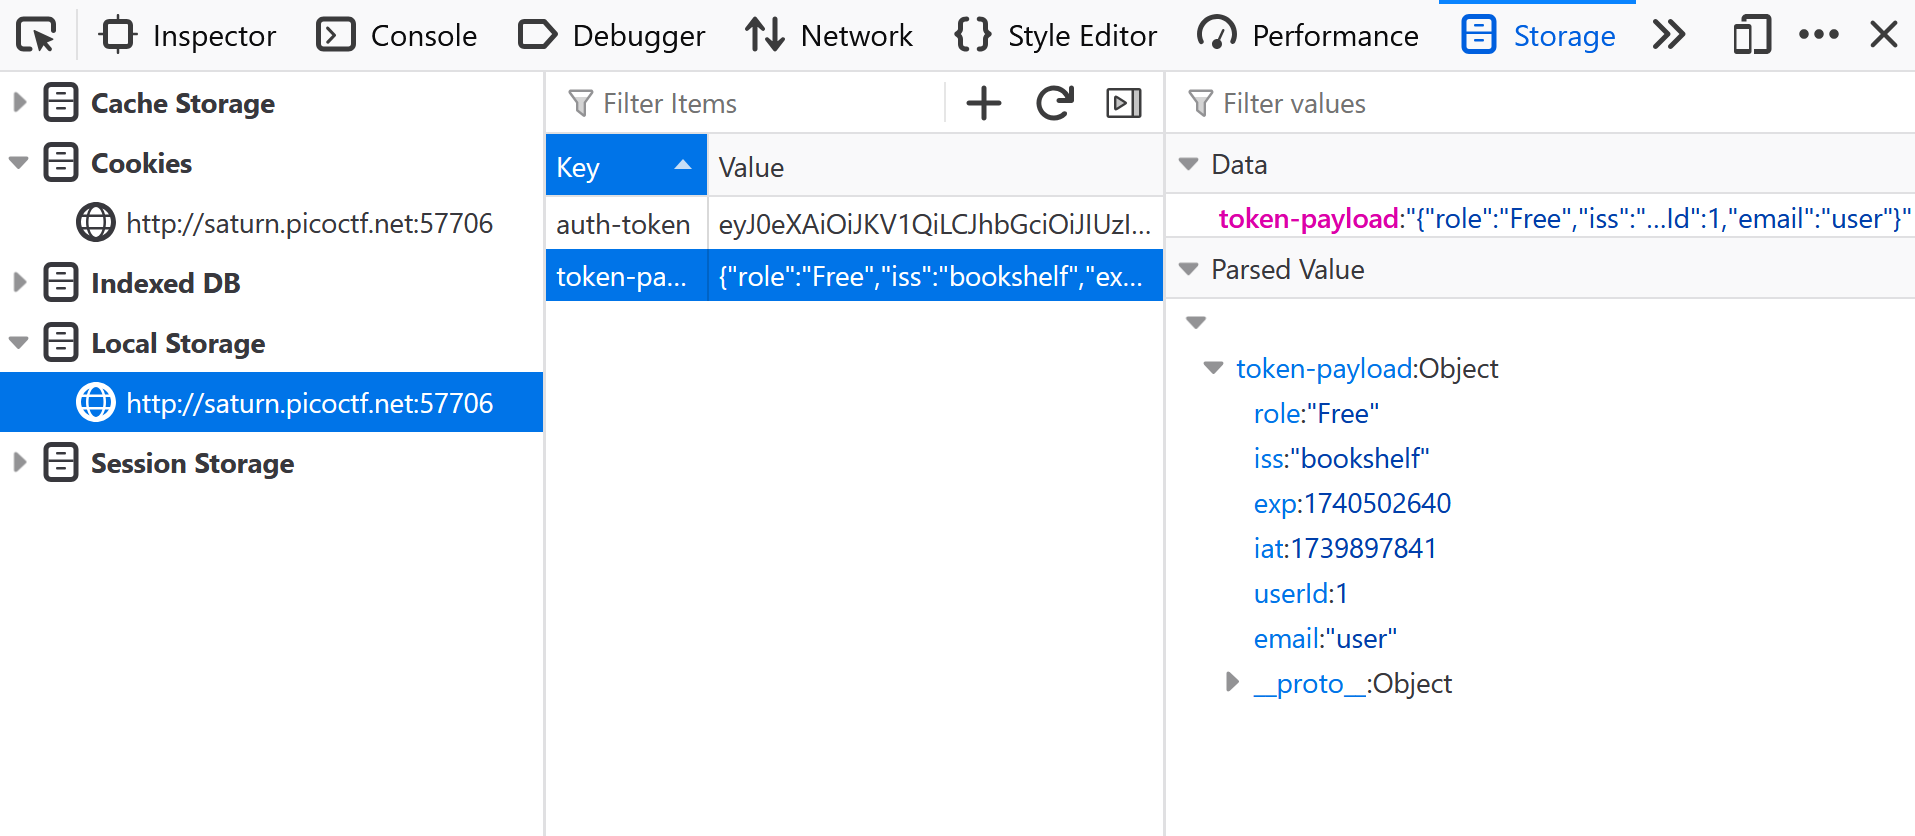 Inspector Console Debugger Network Style Editor Performance Storage
Cache Storage
Cookies
http://saturn.picoctf.net:57706
Indexed DB
Local Storage
http://saturn.picoctf.net:57706
Session Storage
Filter Items
Key Value
auth-token eyJ0eXAiOiJKV1QiLCJhbGciOiJIUzI...
token-pa... {"role":"Free","iss":"bookshelf","ex...
Filter values
Data
token-payload:"{"role":"Free","iss":"...Id":1,"email":"user"}"
Parsed Value
token-payload:Object
role:"Free"
iss:"bookshelf"
exp:1740502640
iat:1739897841
userId:1
email:"user"
__proto__:Object